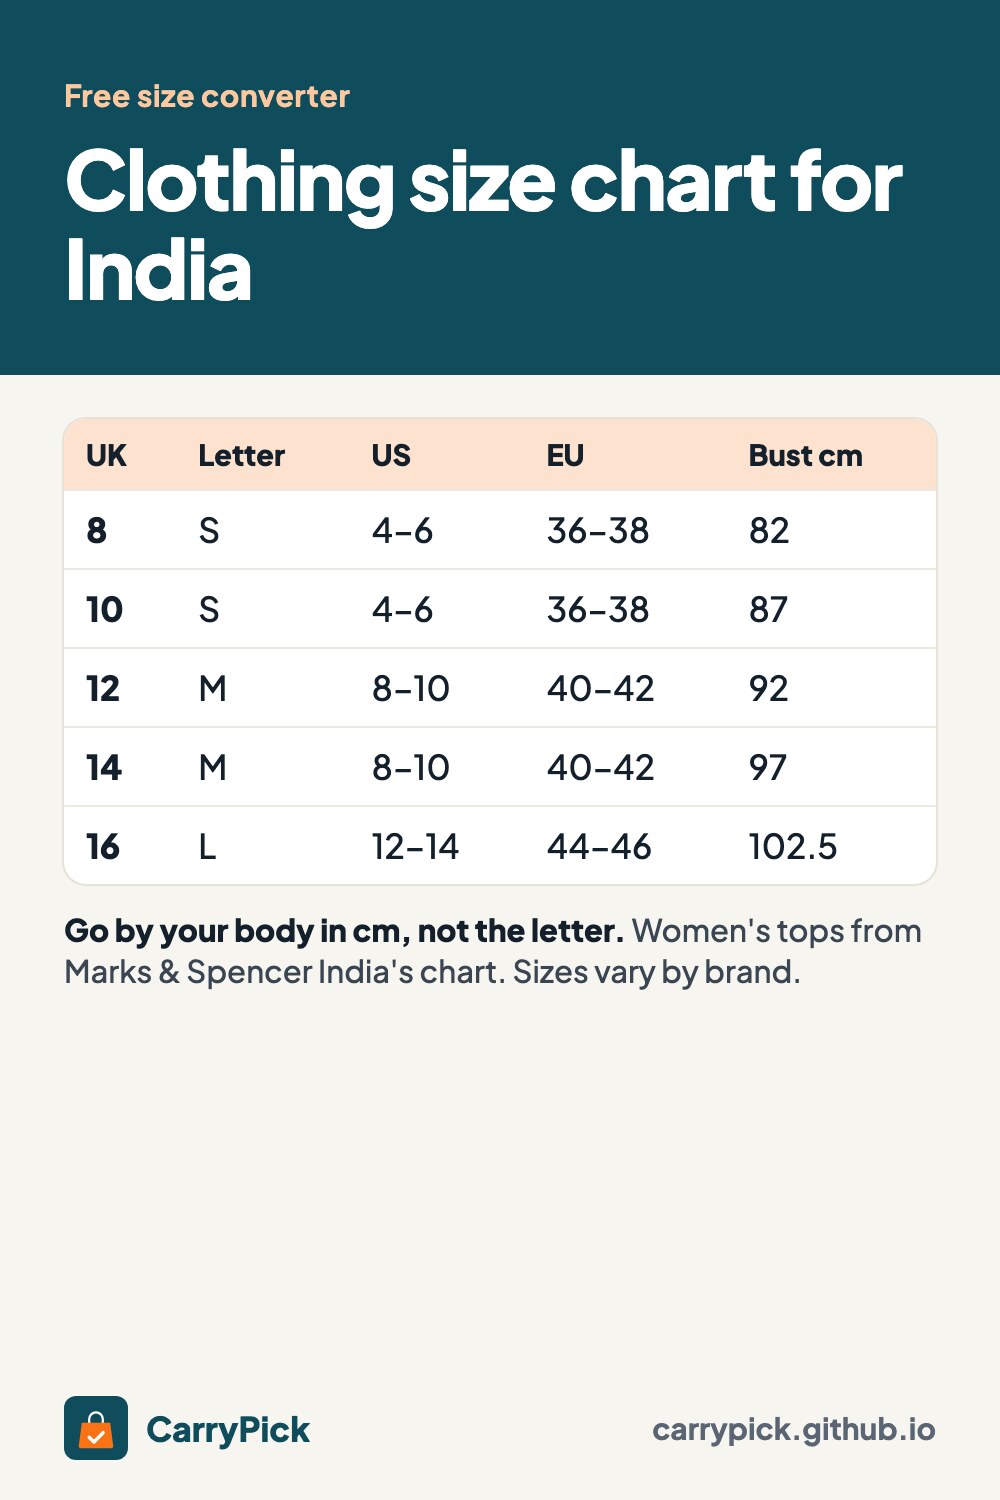 Free size converter
Clothing size chart for
India
UK Letter US EU Bust cm
8 S 4–6 36–38 82
10 S 4–6 36–38 87
12 M 8–10 40–42 92
14 M 8–10 40–42 97
16 L 12–14 44–46 102.5
Go by your body in cm, not the letter. Women's tops from
Marks & Spencer India's chart. Sizes vary by brand.
CarryPick carrypick.github.io